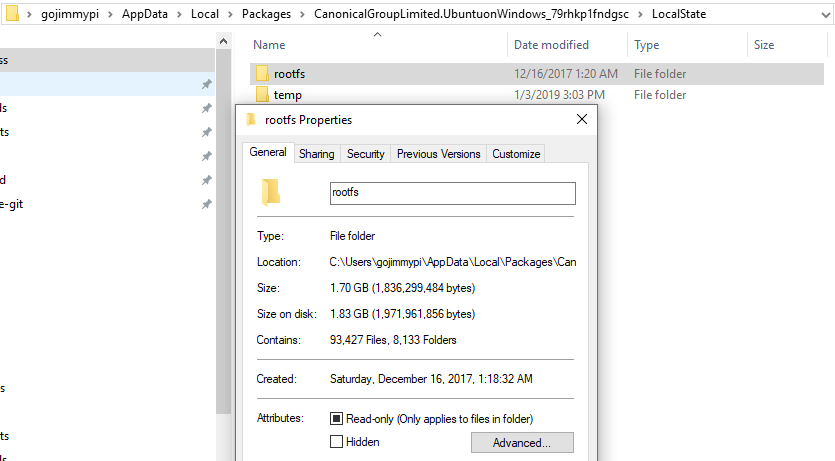 gojimmypi > AppData > Local > Packages > CanonicalGroupLimited.UbuntuonWindows_79rhkp1fndgsc > LocalState
Name Date modified Type Size
ss
rootfs 12/16/2017 1:20 AM File folder
temp 1/3/2019 3:03 PM File folder
ls
ts
d
e-git
s
ts
ls
rootfs Properties
General Sharing Security Previous Versions Customize
rootfs
Type: File folder
Location: C:\Users\gojimmypi\AppData\Local\Packages\Can
Size: 1.70 GB (1,836,299,484 bytes)
Size on disk: 1.83 GB (1,971,961,856 bytes)
Contains: 93,427 Files, 8,133 Folders
Created: Saturday, December 16, 2017, 1:18:32 AM
Attributes: Read-only (Only applies to files in folder)
Hidden Advanced...